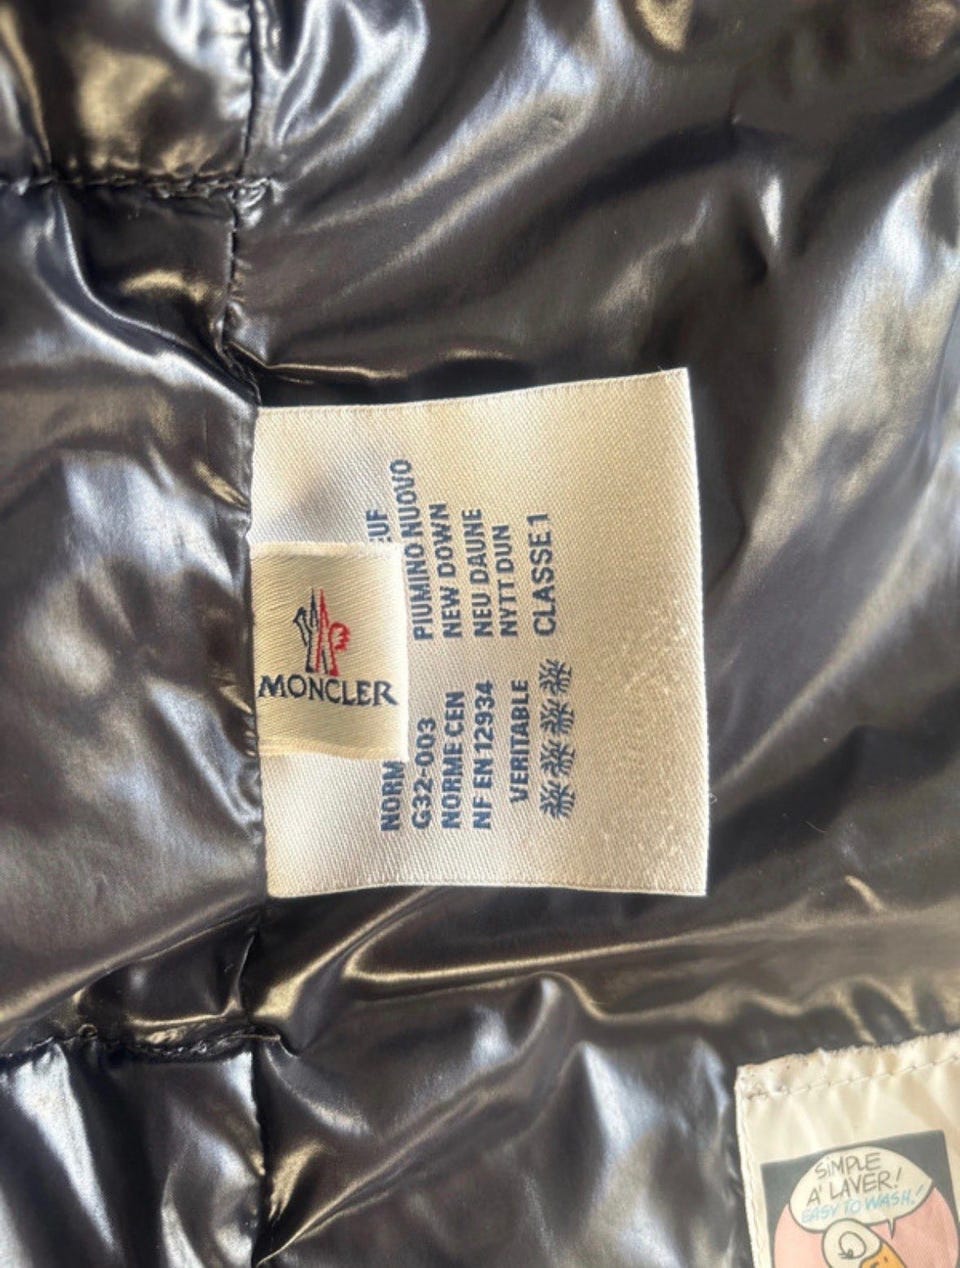 MONCLER
NORM
EUF
G32-003
PIUMINO NUOVO
NORME CEN
NEW DOWN
NF EN 12934
NEU DAUNE
VERITABLE
NYTT DUN
CLASSE 1
SiMPLE
A' LAVER!
EASY TO WASH!